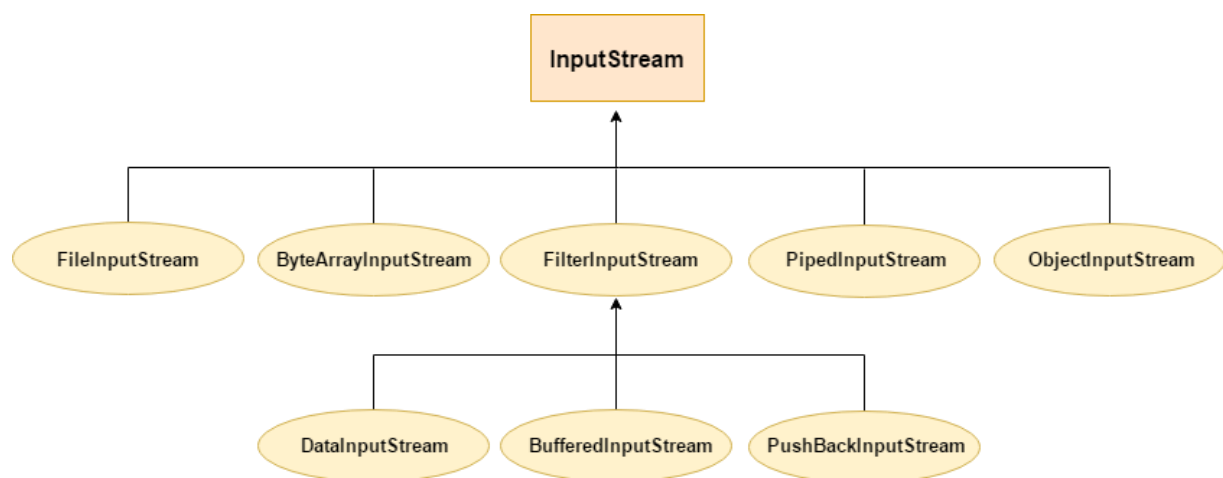 InputStream
FileInputStream
ByteArrayInputStream
FilterInputStream
PipedInputStream
ObjectInputStream
DataInputStream
BufferedInputStream
PushBackInputStream